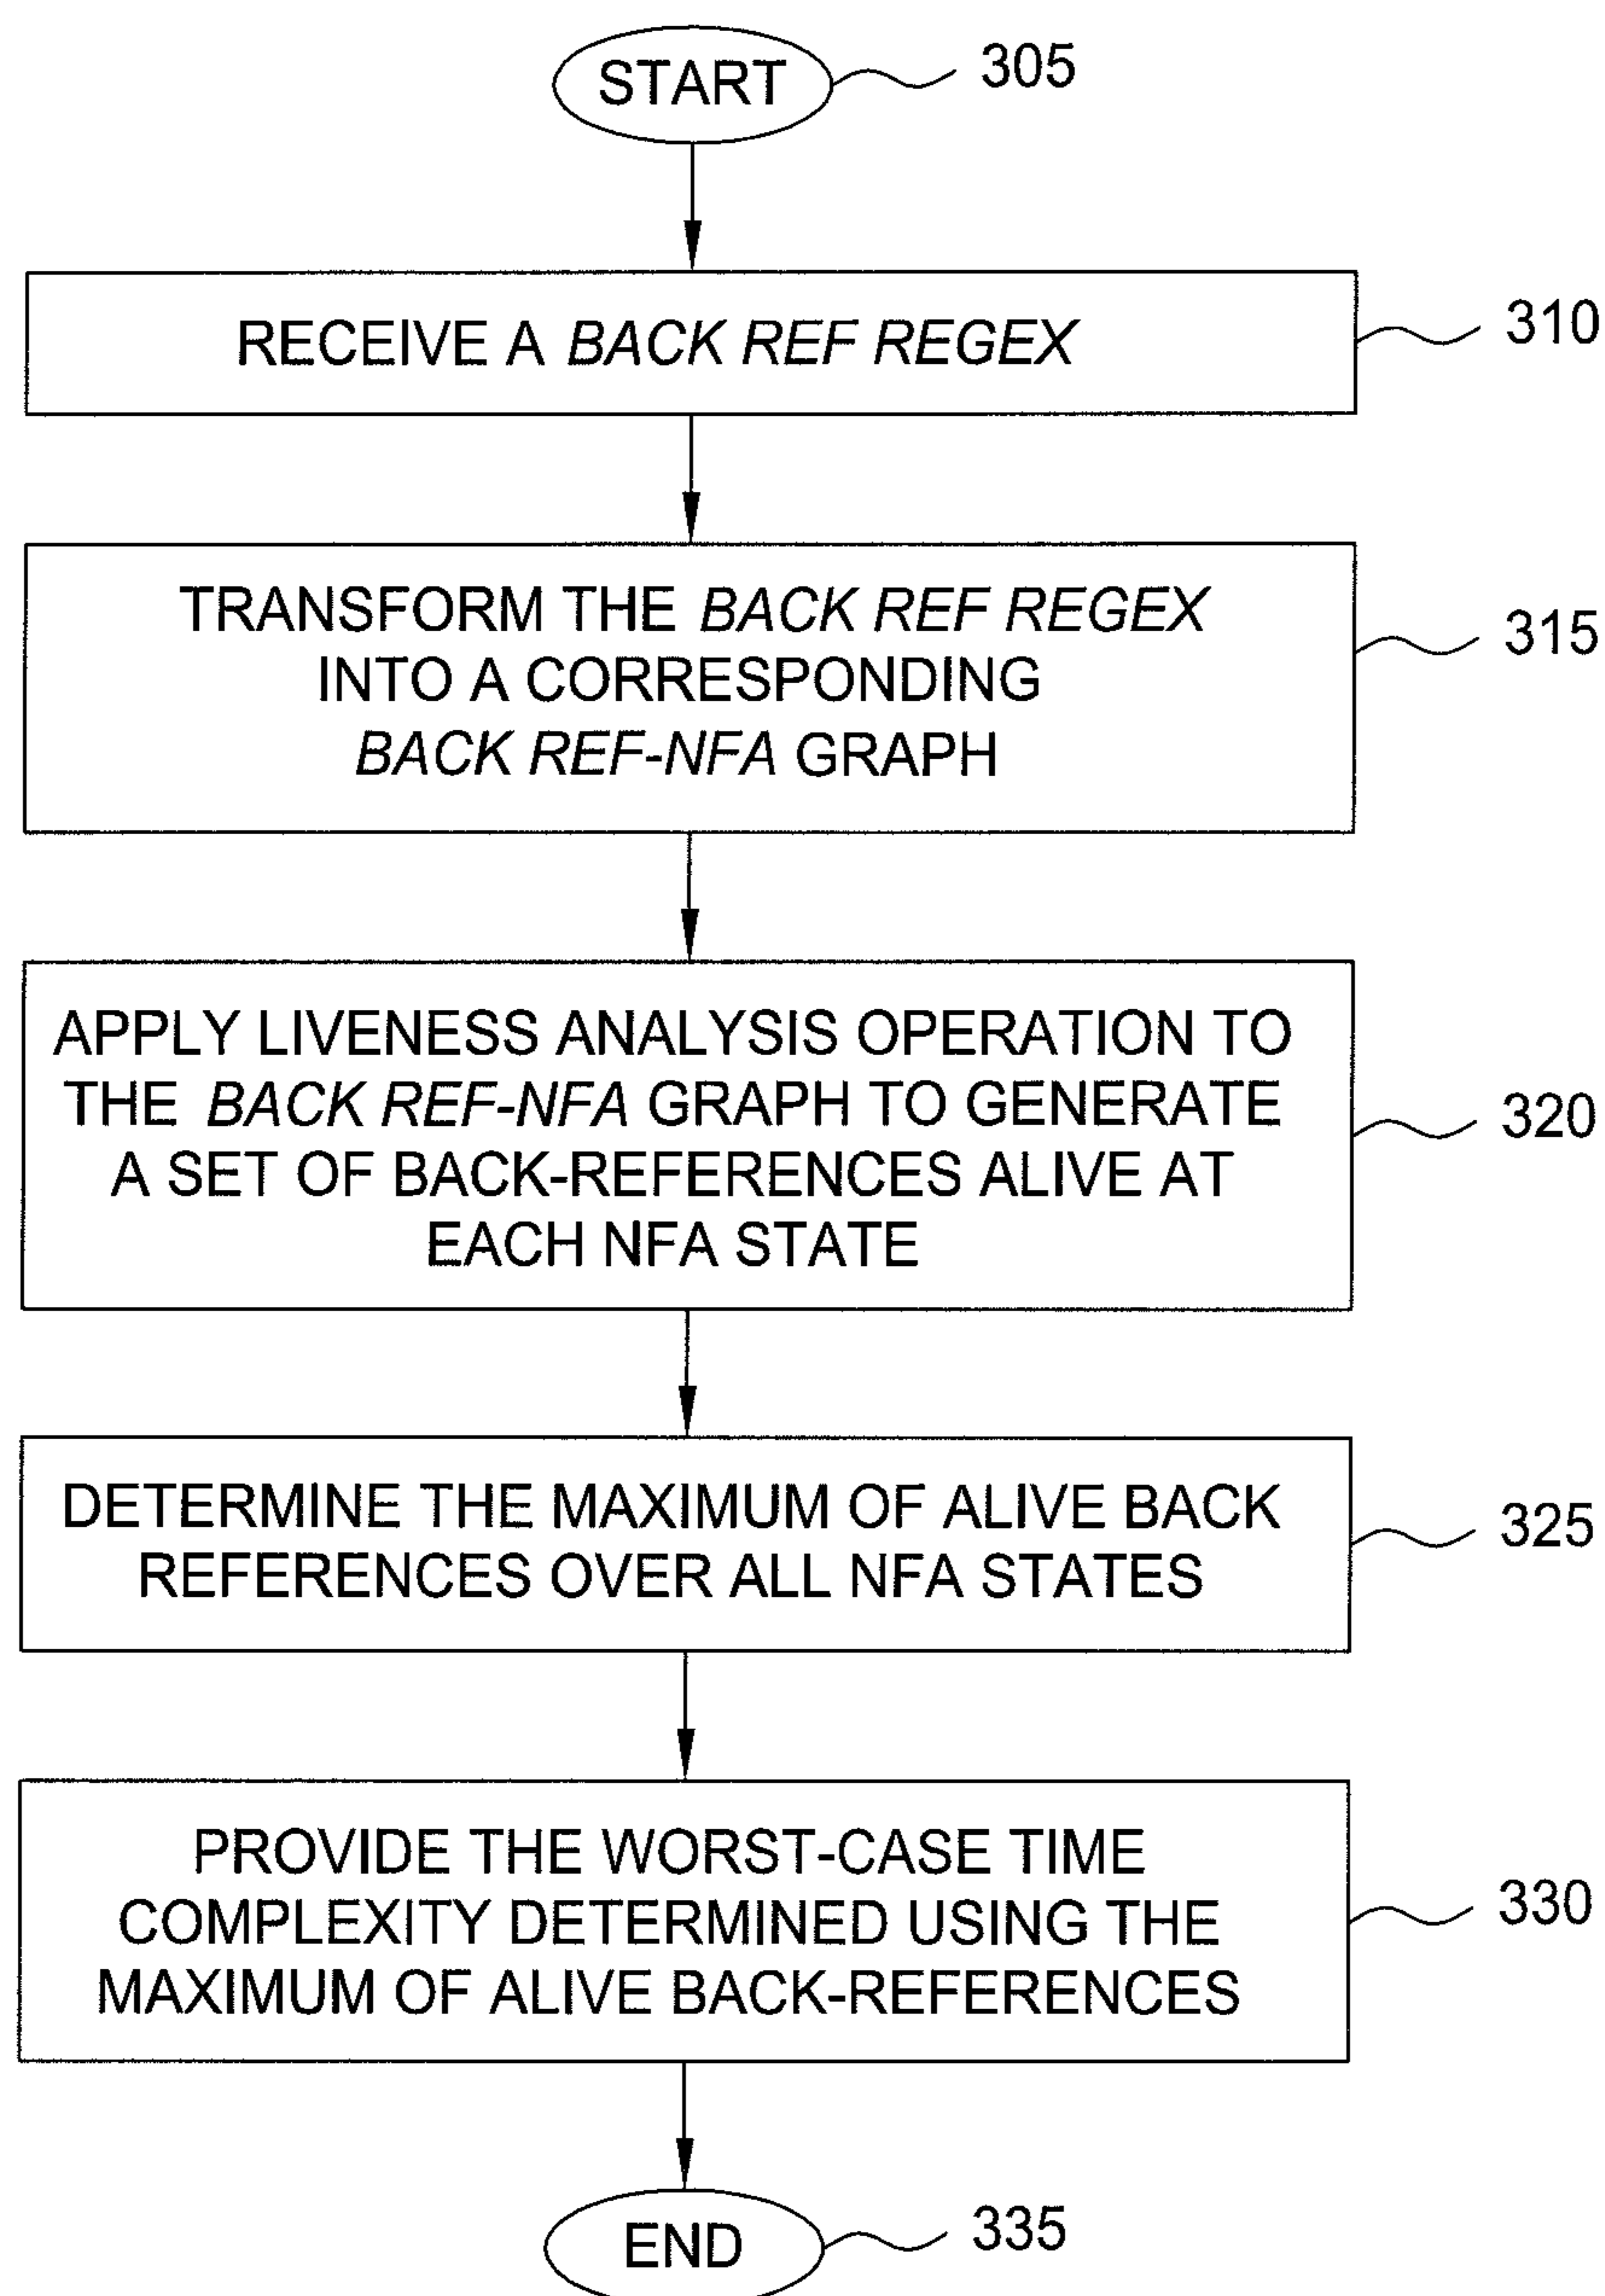 START
305
RECEIVE A BACK REF REGEX
310
TRANSFORM THE BACK REF REGEX
INTO A CORRESPONDING
BACK REF-NFA GRAPH
315
APPLY LIVENESS ANALYSIS OPERATION TO
THE BACK REF-NFA GRAPH TO GENERATE
A SET OF BACK-REFERENCES ALIVE AT
EACH NFA STATE
320
DETERMINE THE MAXIMUM OF ALIVE BACK
REFERENCES OVER ALL NFA STATES
325
PROVIDE THE WORST-CASE TIME
COMPLEXITY DETERMINED USING THE
MAXIMUM OF ALIVE BACK-REFERENCES
330
END
335